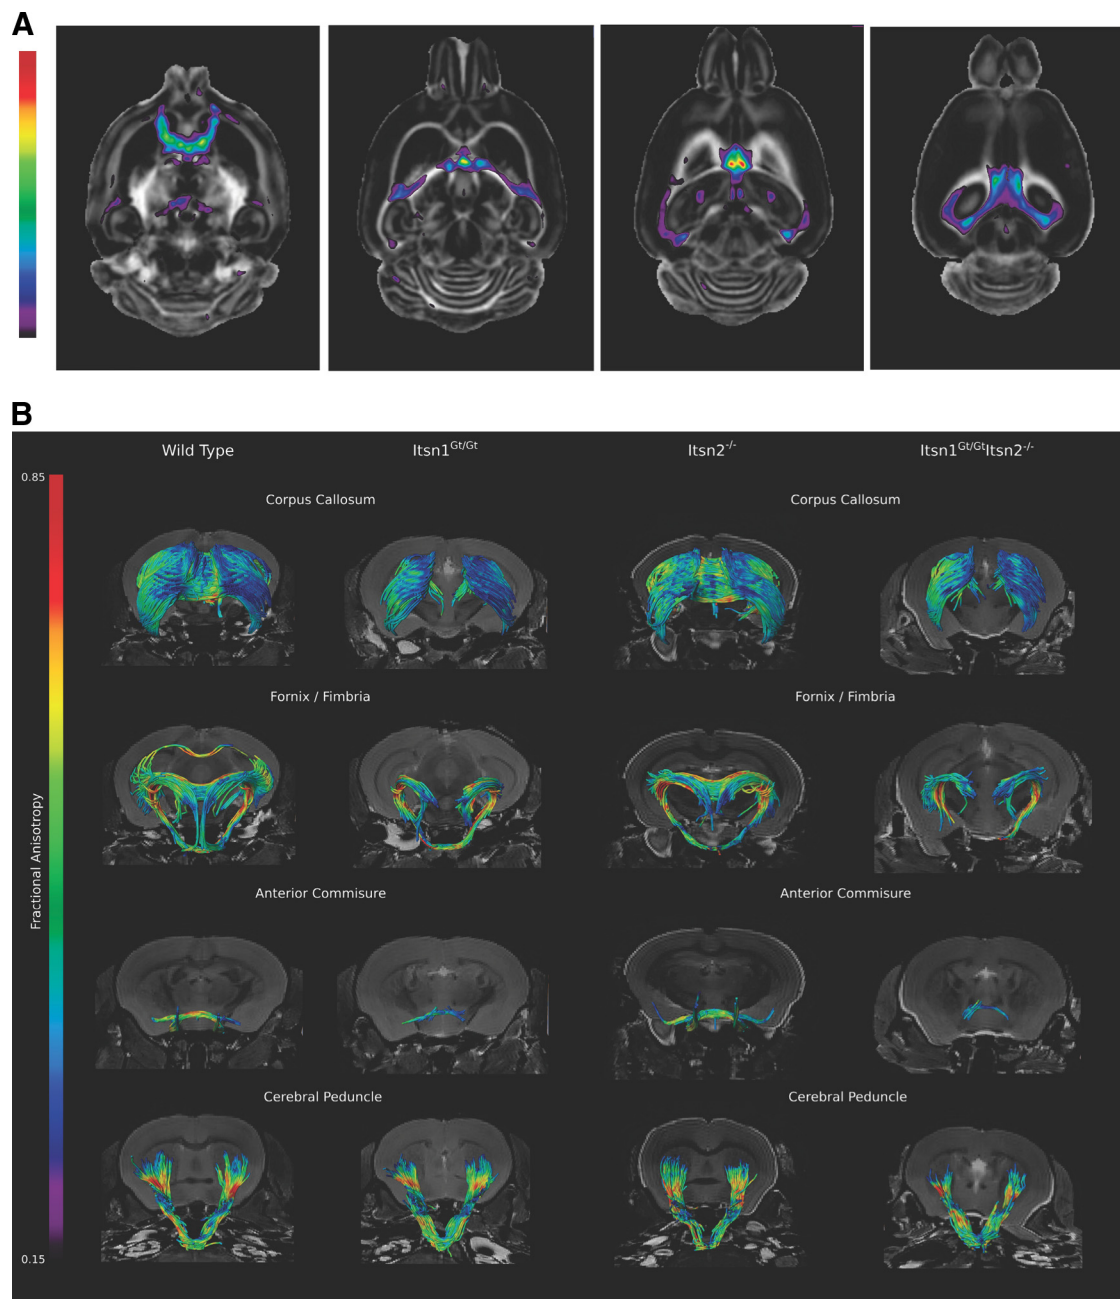 A
B
Wild Type Itsn1Gt/Gt Itsn2-/- Itsn1Gt/GtItsn2-/-
0.85
Corpus Callosum Corpus Callosum
Fornix / Fimbria Fornix / Fimbria
Fractional Anisotropy
Anterior Commisure Anterior Commisure
Cerebral Peduncle Cerebral Peduncle
0.15